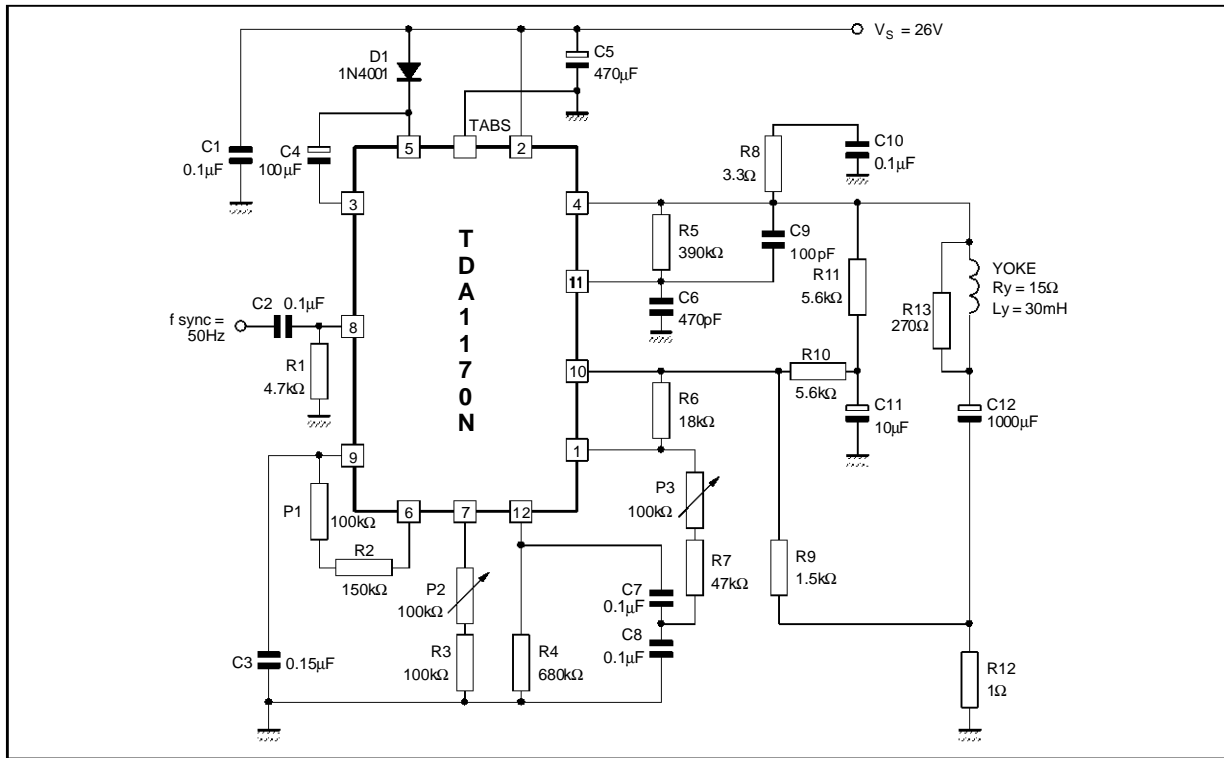 V_S = 26V
D1
1N4001
C5
470µF
TABS
5
2
C1
0.1µF
C4
100µF
R8
3.3Ω
C10
0.1µF
3
4
TDA1170N
R5
390kΩ
C9
100pF
R11
5.6kΩ
YOKE
Ry = 15Ω
Ly = 30mH
11
C6
470pF
R13
270Ω
C2
0.1µF
f sync =
50Hz
8
R1
4.7kΩ
10
R10
5.6kΩ
R6
18kΩ
C11
10µF
C12
1000µF
9
1
P1
100kΩ
P3
100kΩ
6
7
12
R2
150kΩ
R7
47kΩ
R9
1.5kΩ
P2
100kΩ
C7
0.1µF
C8
0.1µF
C3
0.15µF
R3
100kΩ
R4
680kΩ
R12
1Ω